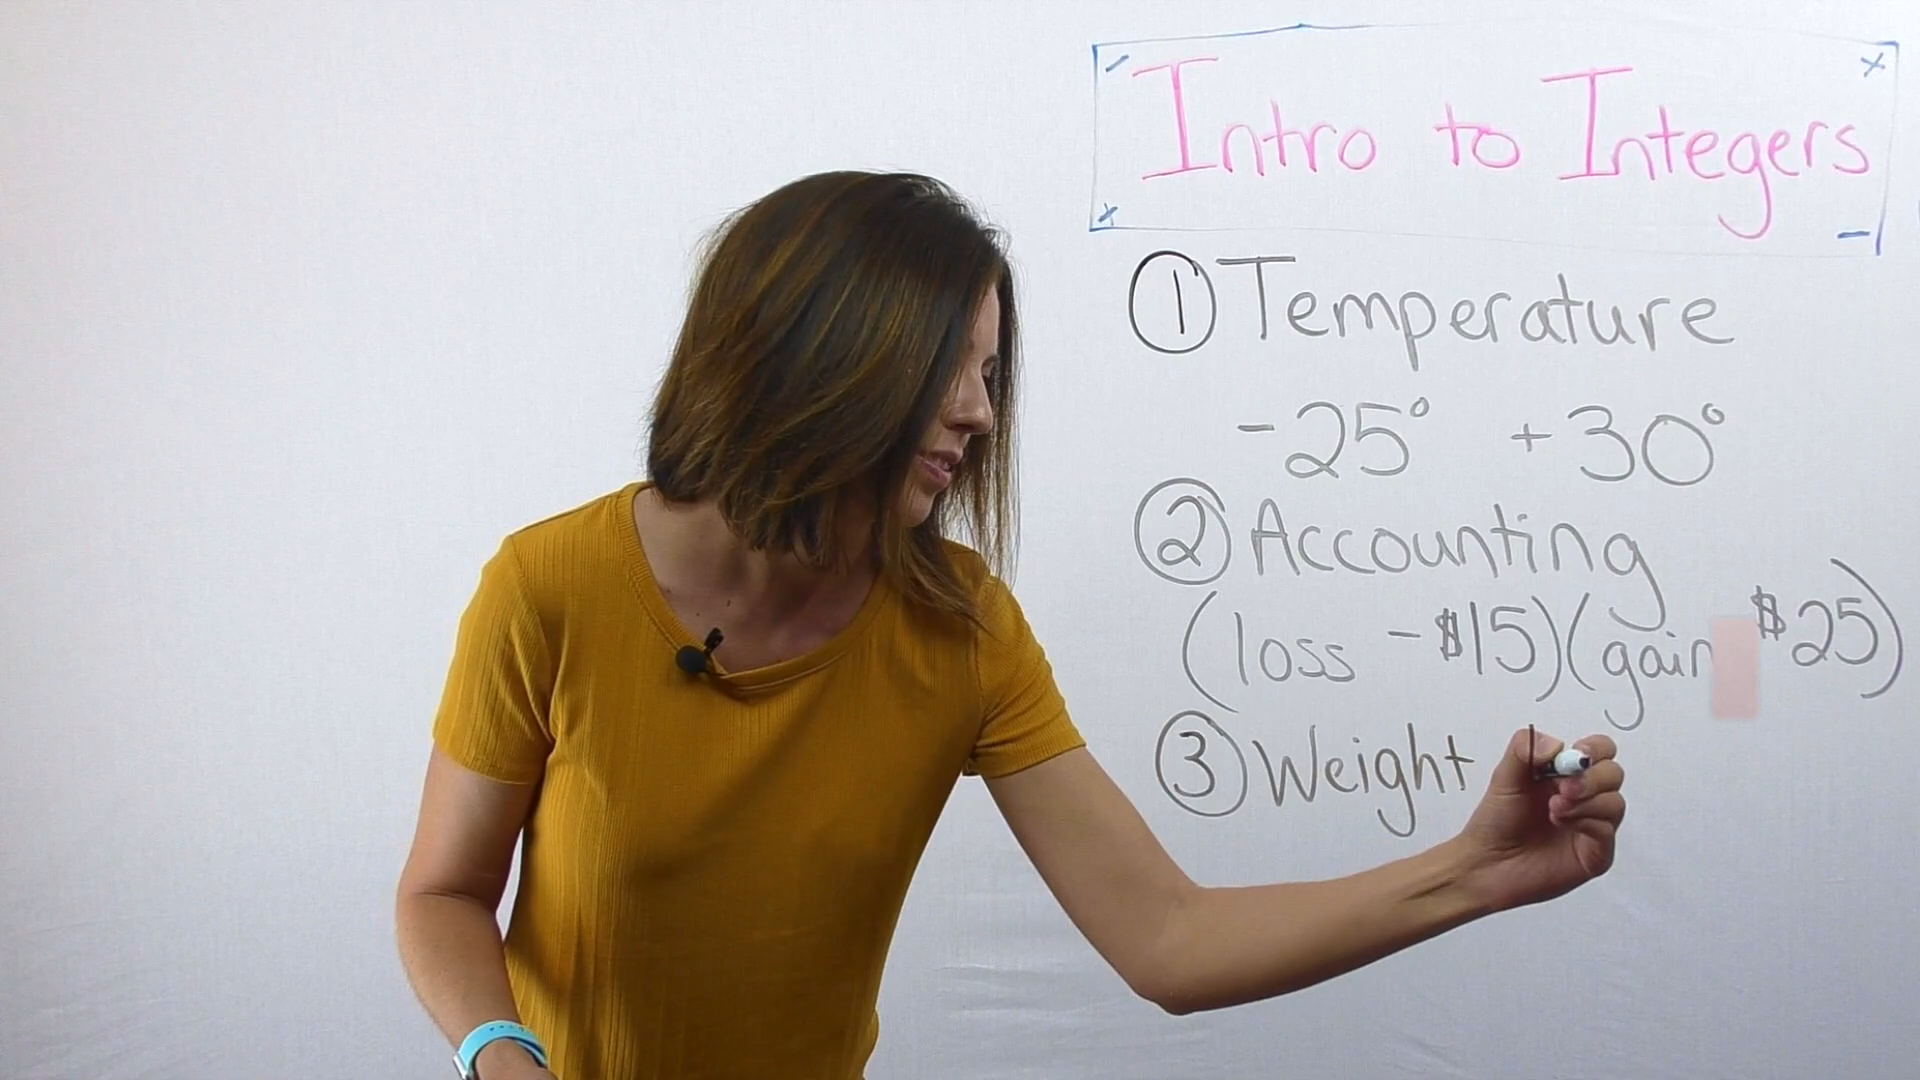 Intro to Integers
① Temperature
-25° +30°
② Accounting
(loss -$15)(gain $25)
③ Weight